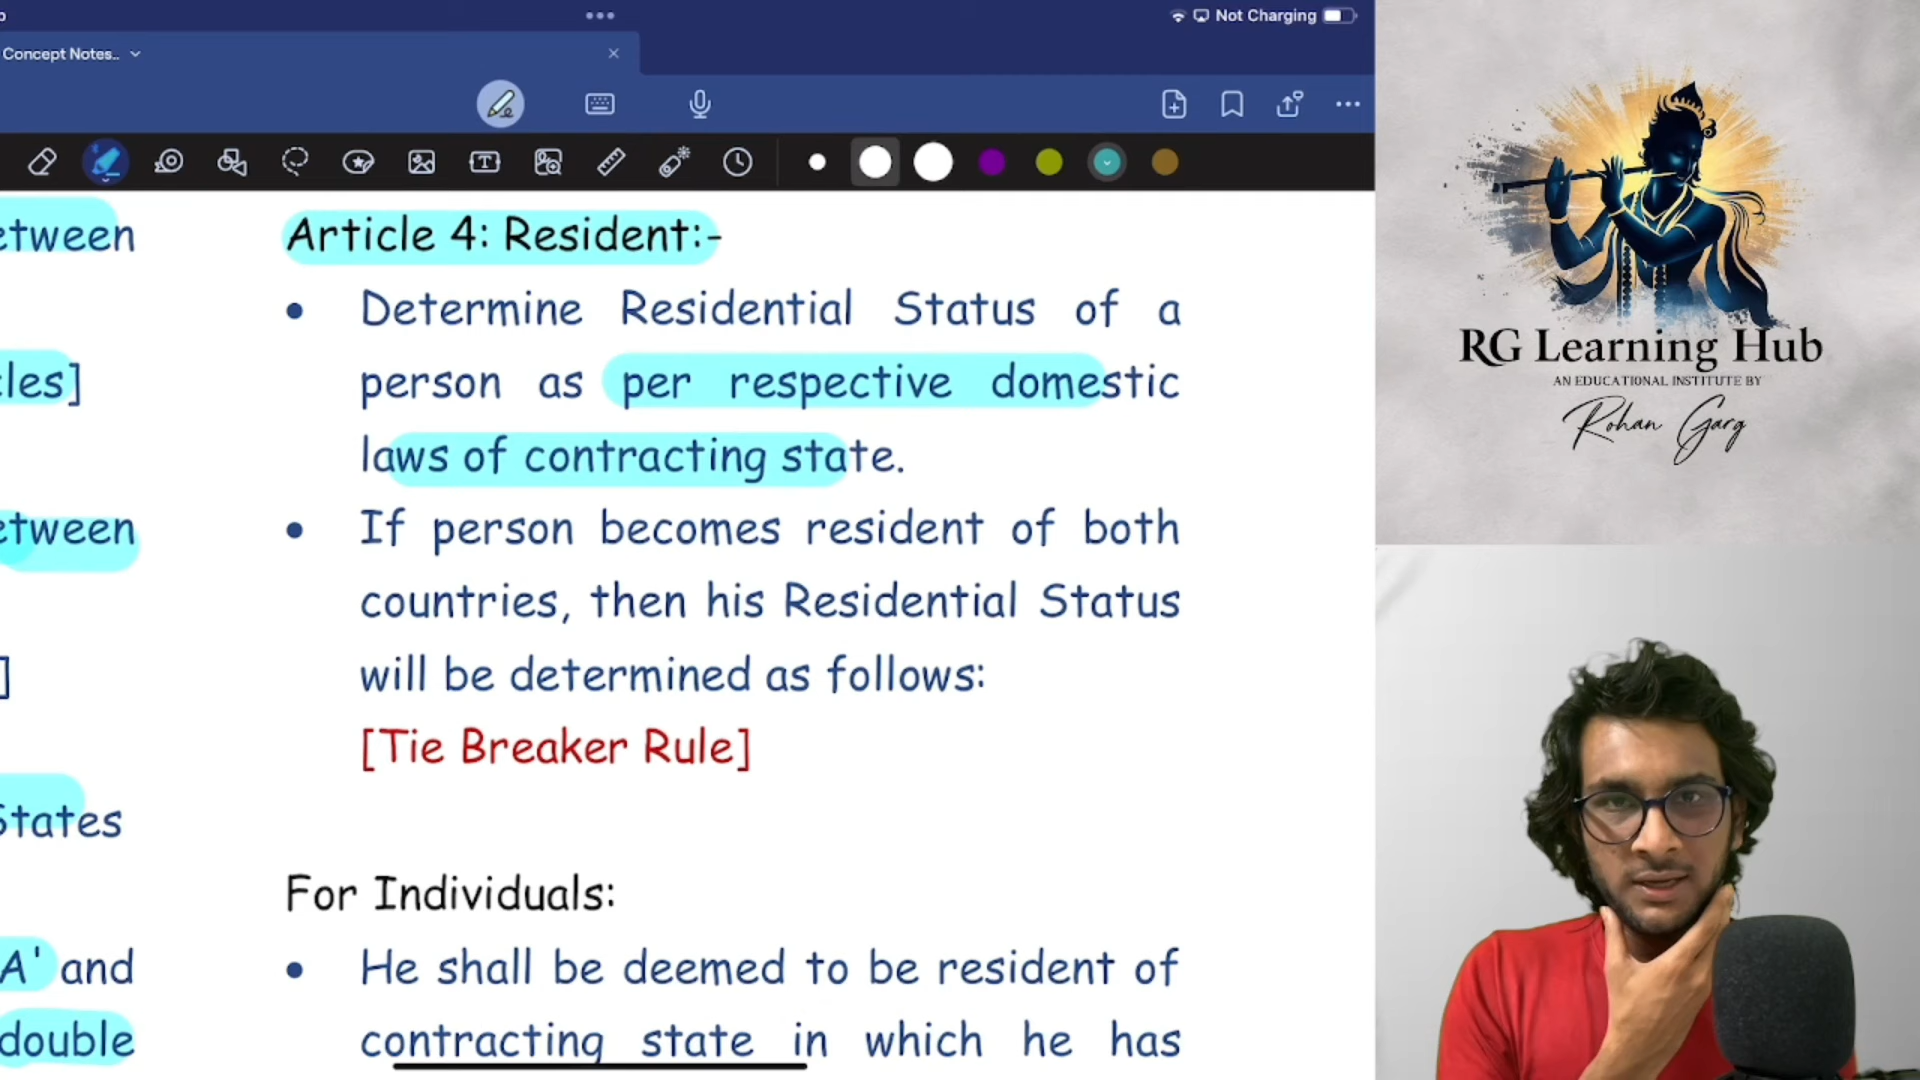 Not Charging
Concept Notes..
etween
cles]
etween
]
States
A' and
double
Article 4: Resident:-
• Determine Residential Status of a
person as per respective domestic
laws of contracting state.
• If person becomes resident of both
countries, then his Residential Status
will be determined as follows:
[Tie Breaker Rule]
For Individuals:
• He shall be deemed to be resident of
contracting state in which he has
RG Learning Hub
AN EDUCATIONAL INSTITUTE BY
Rohan Garg